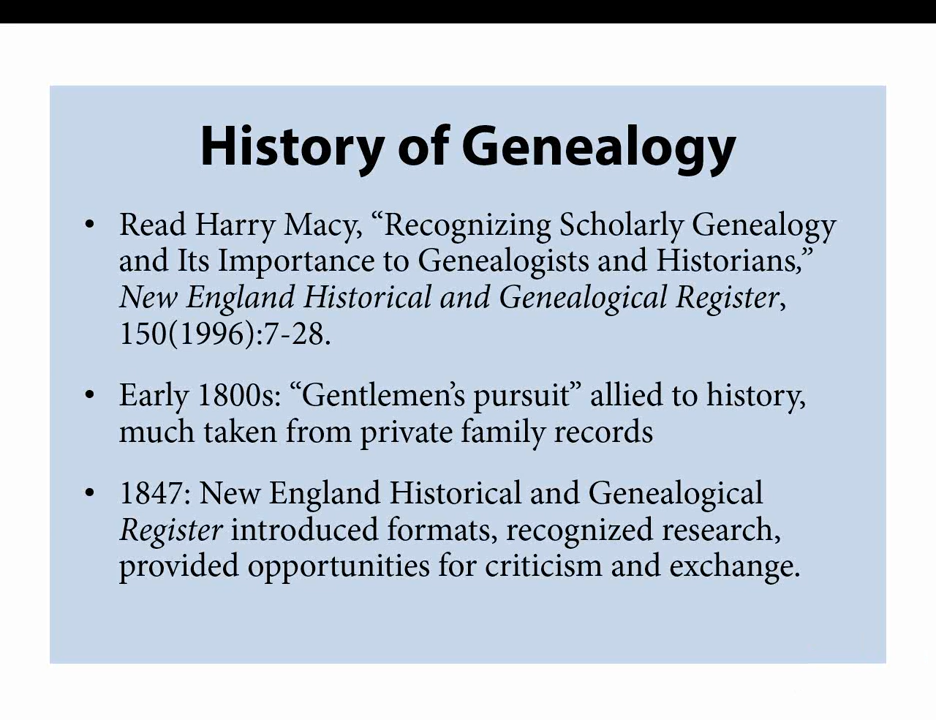 History of Genealogy
• Read Harry Macy, “Recognizing Scholarly Genealogy
and Its Importance to Genealogists and Historians,”
New England Historical and Genealogical Register,
150(1996):7-28.
• Early 1800s: “Gentlemen’s pursuit” allied to history,
much taken from private family records
• 1847: New England Historical and Genealogical
Register introduced formats, recognized research,
provided opportunities for criticism and exchange.